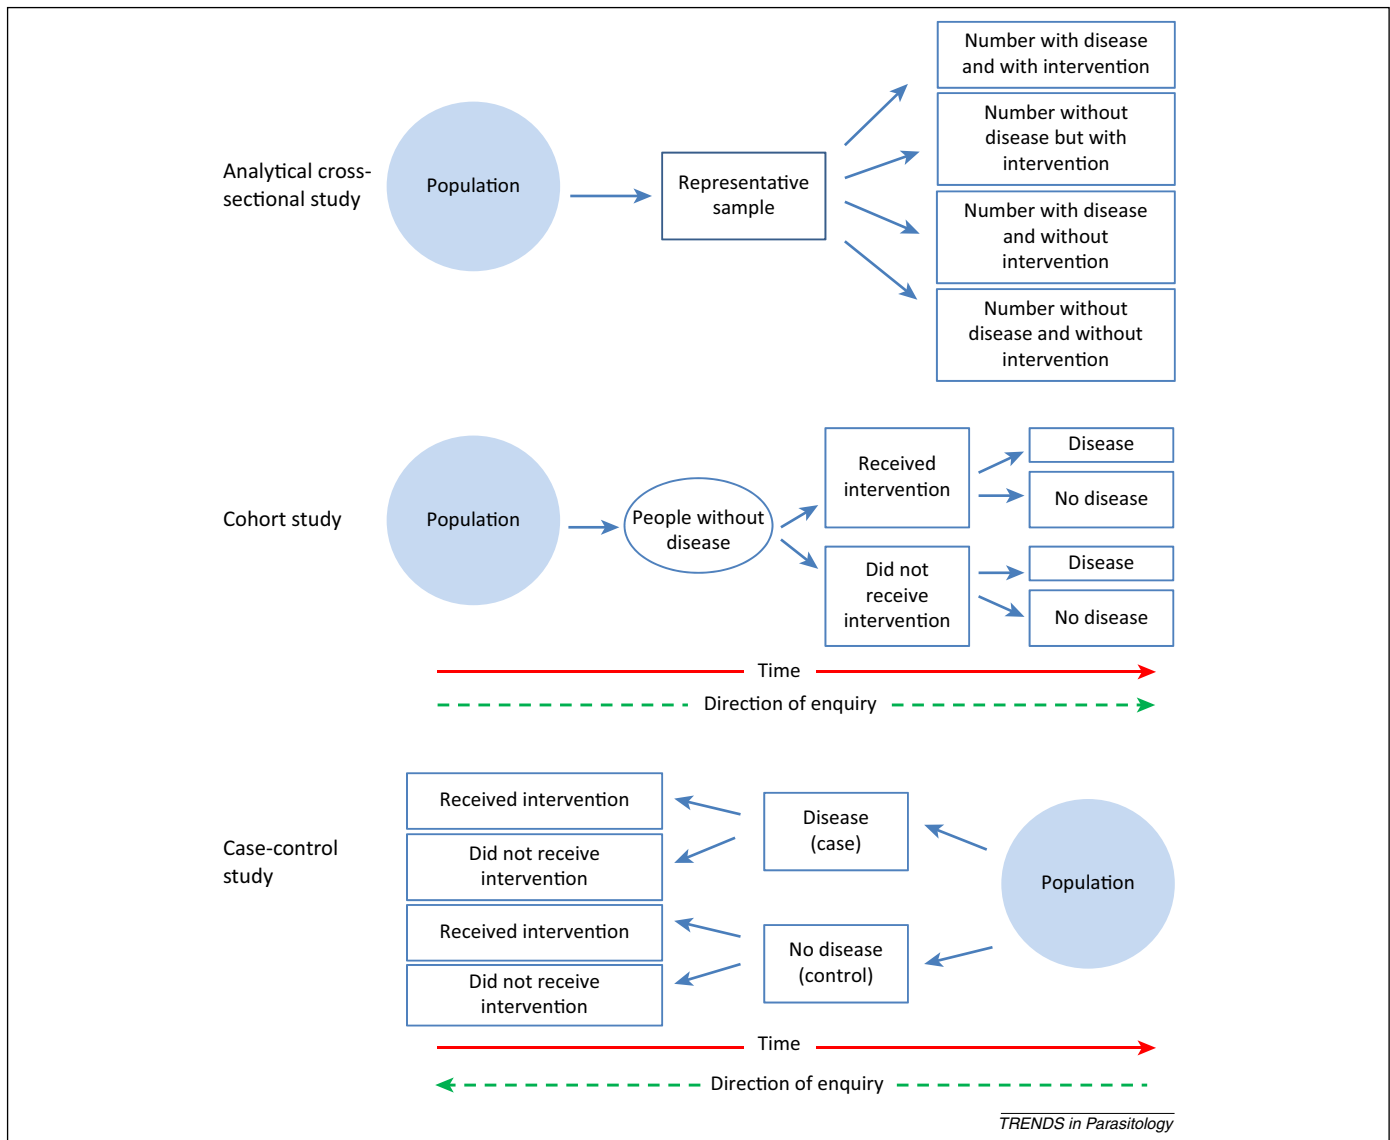 Analytical cross-
sectional study
Population
Representative
sample
Number with disease
and with intervention
Number without
disease but with
intervention
Number with disease
and without
intervention
Number without
disease and without
intervention
Cohort study
Population
People without
disease
Received
intervention
Disease
No disease
Did not
receive
intervention
Disease
No disease
Time
Direction of enquiry
Case-control
study
Received intervention
Did not receive
intervention
Received intervention
Did not receive
intervention
Disease
(case)
No disease
(control)
Population
Time
Direction of enquiry
TRENDS in Parasitology